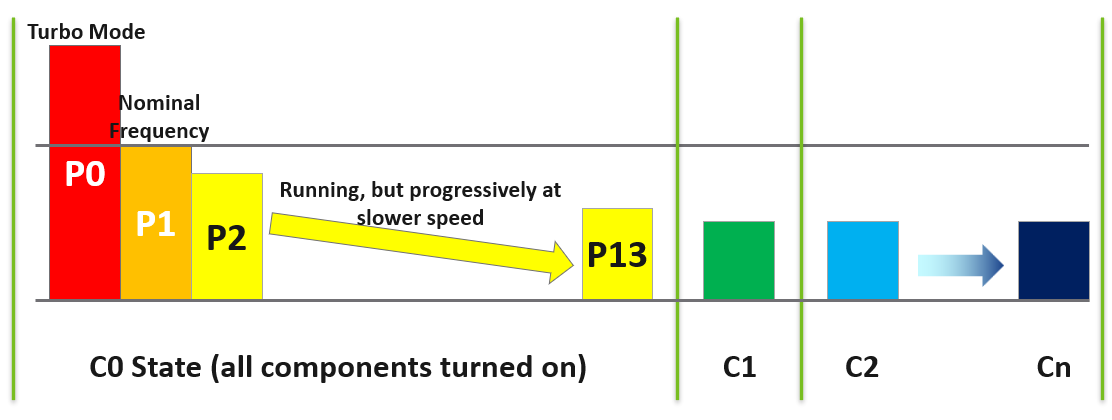 Turbo Mode
Nominal
Frequency
P0
P1
P2
Running, but progressively at
slower speed
P13
C0 State (all components turned on)
C1
C2
Cn